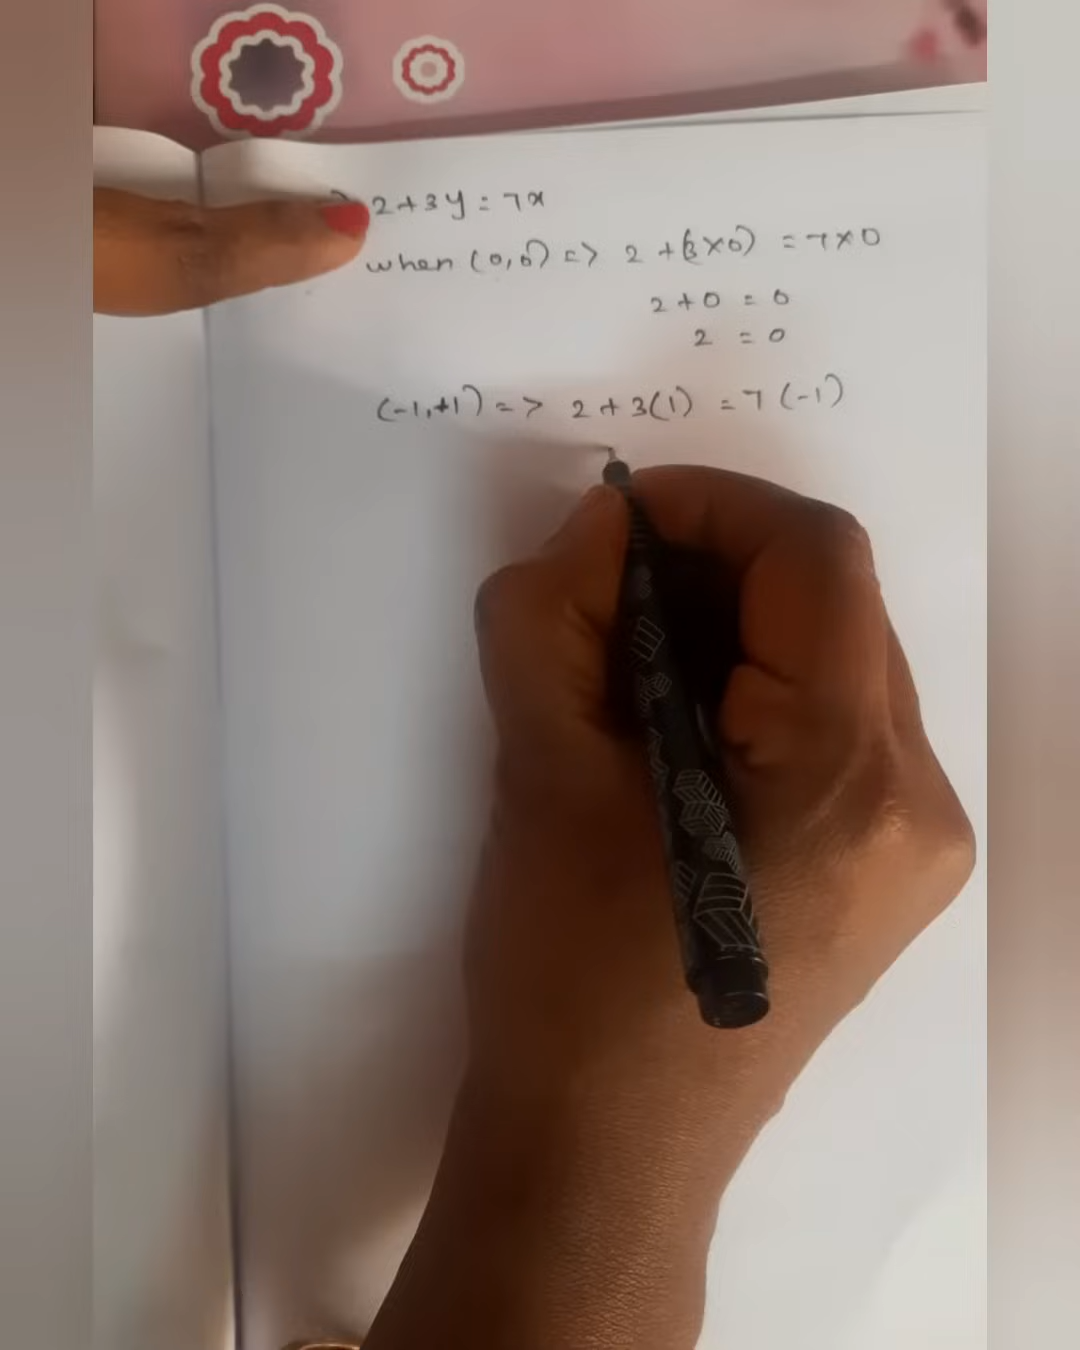 2+3y=7x
when (0,0) => 2 +(3×0) = 7×0
2+0 = 0
2 = 0
(-1,+1) => 2+3(1) = 7(-1)